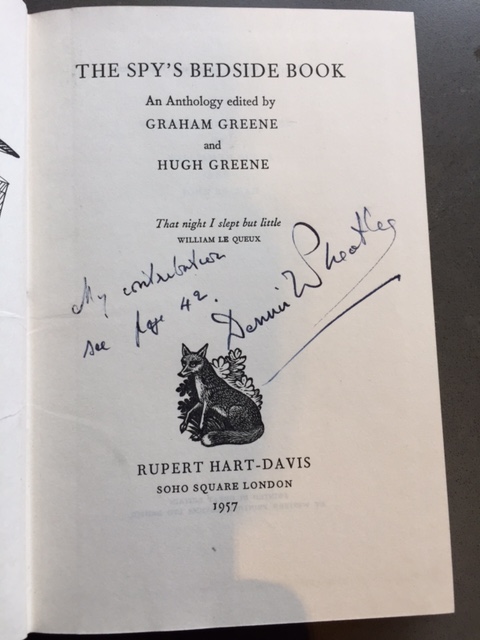 THE SPY'S BEDSIDE BOOK
An Anthology edited by
GRAHAM GREENE
and
HUGH GREENE
That night I slept but little
WILLIAM LE QUEUX
My contribution
see page 42.
Dennis Wheatley
RUPERT HART-DAVIS
SOHO SQUARE LONDON
1957